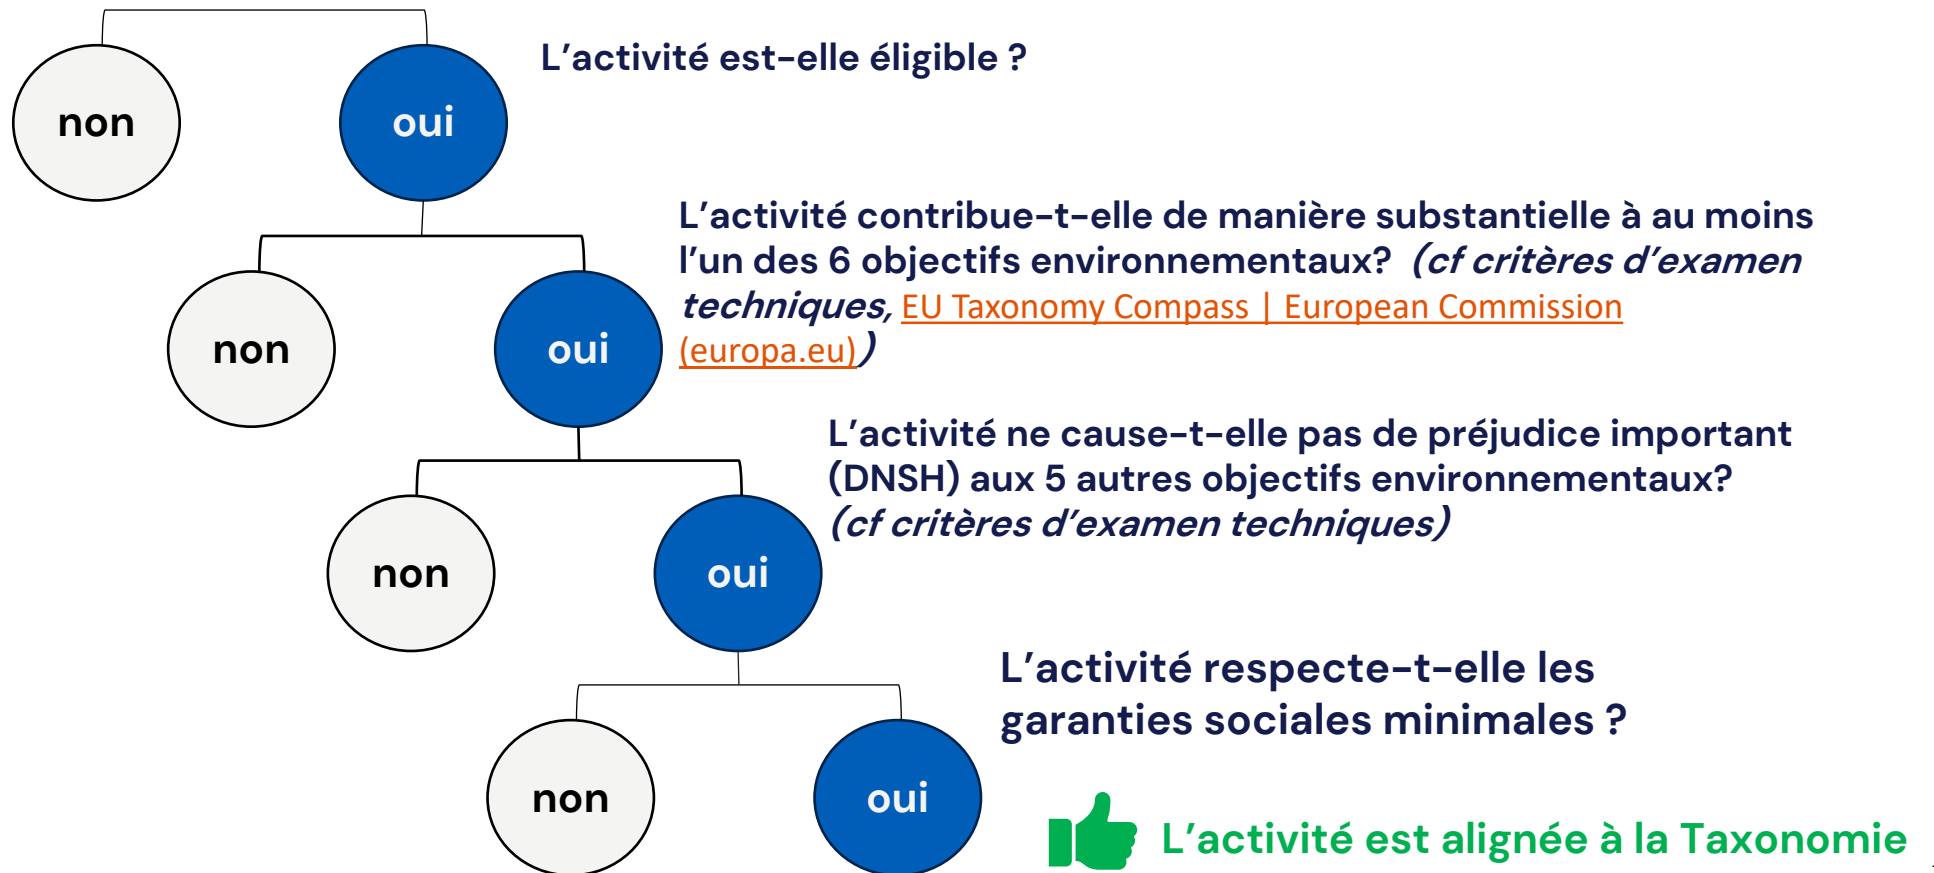 L’activité est-elle éligible ?
non
oui
L’activité contribue-t-elle de manière substantielle à au moins
l’un des 6 objectifs environnementaux? (cf critères d’examen
techniques, EU Taxonomy Compass | European Commission
(europa.eu))
non
oui
L’activité ne cause-t-elle pas de préjudice important
(DNSH) aux 5 autres objectifs environnementaux?
(cf critères d’examen techniques)
non
oui
L’activité respecte-t-elle les
garanties sociales minimales ?
non
oui
L’activité est alignée à la Taxonomie